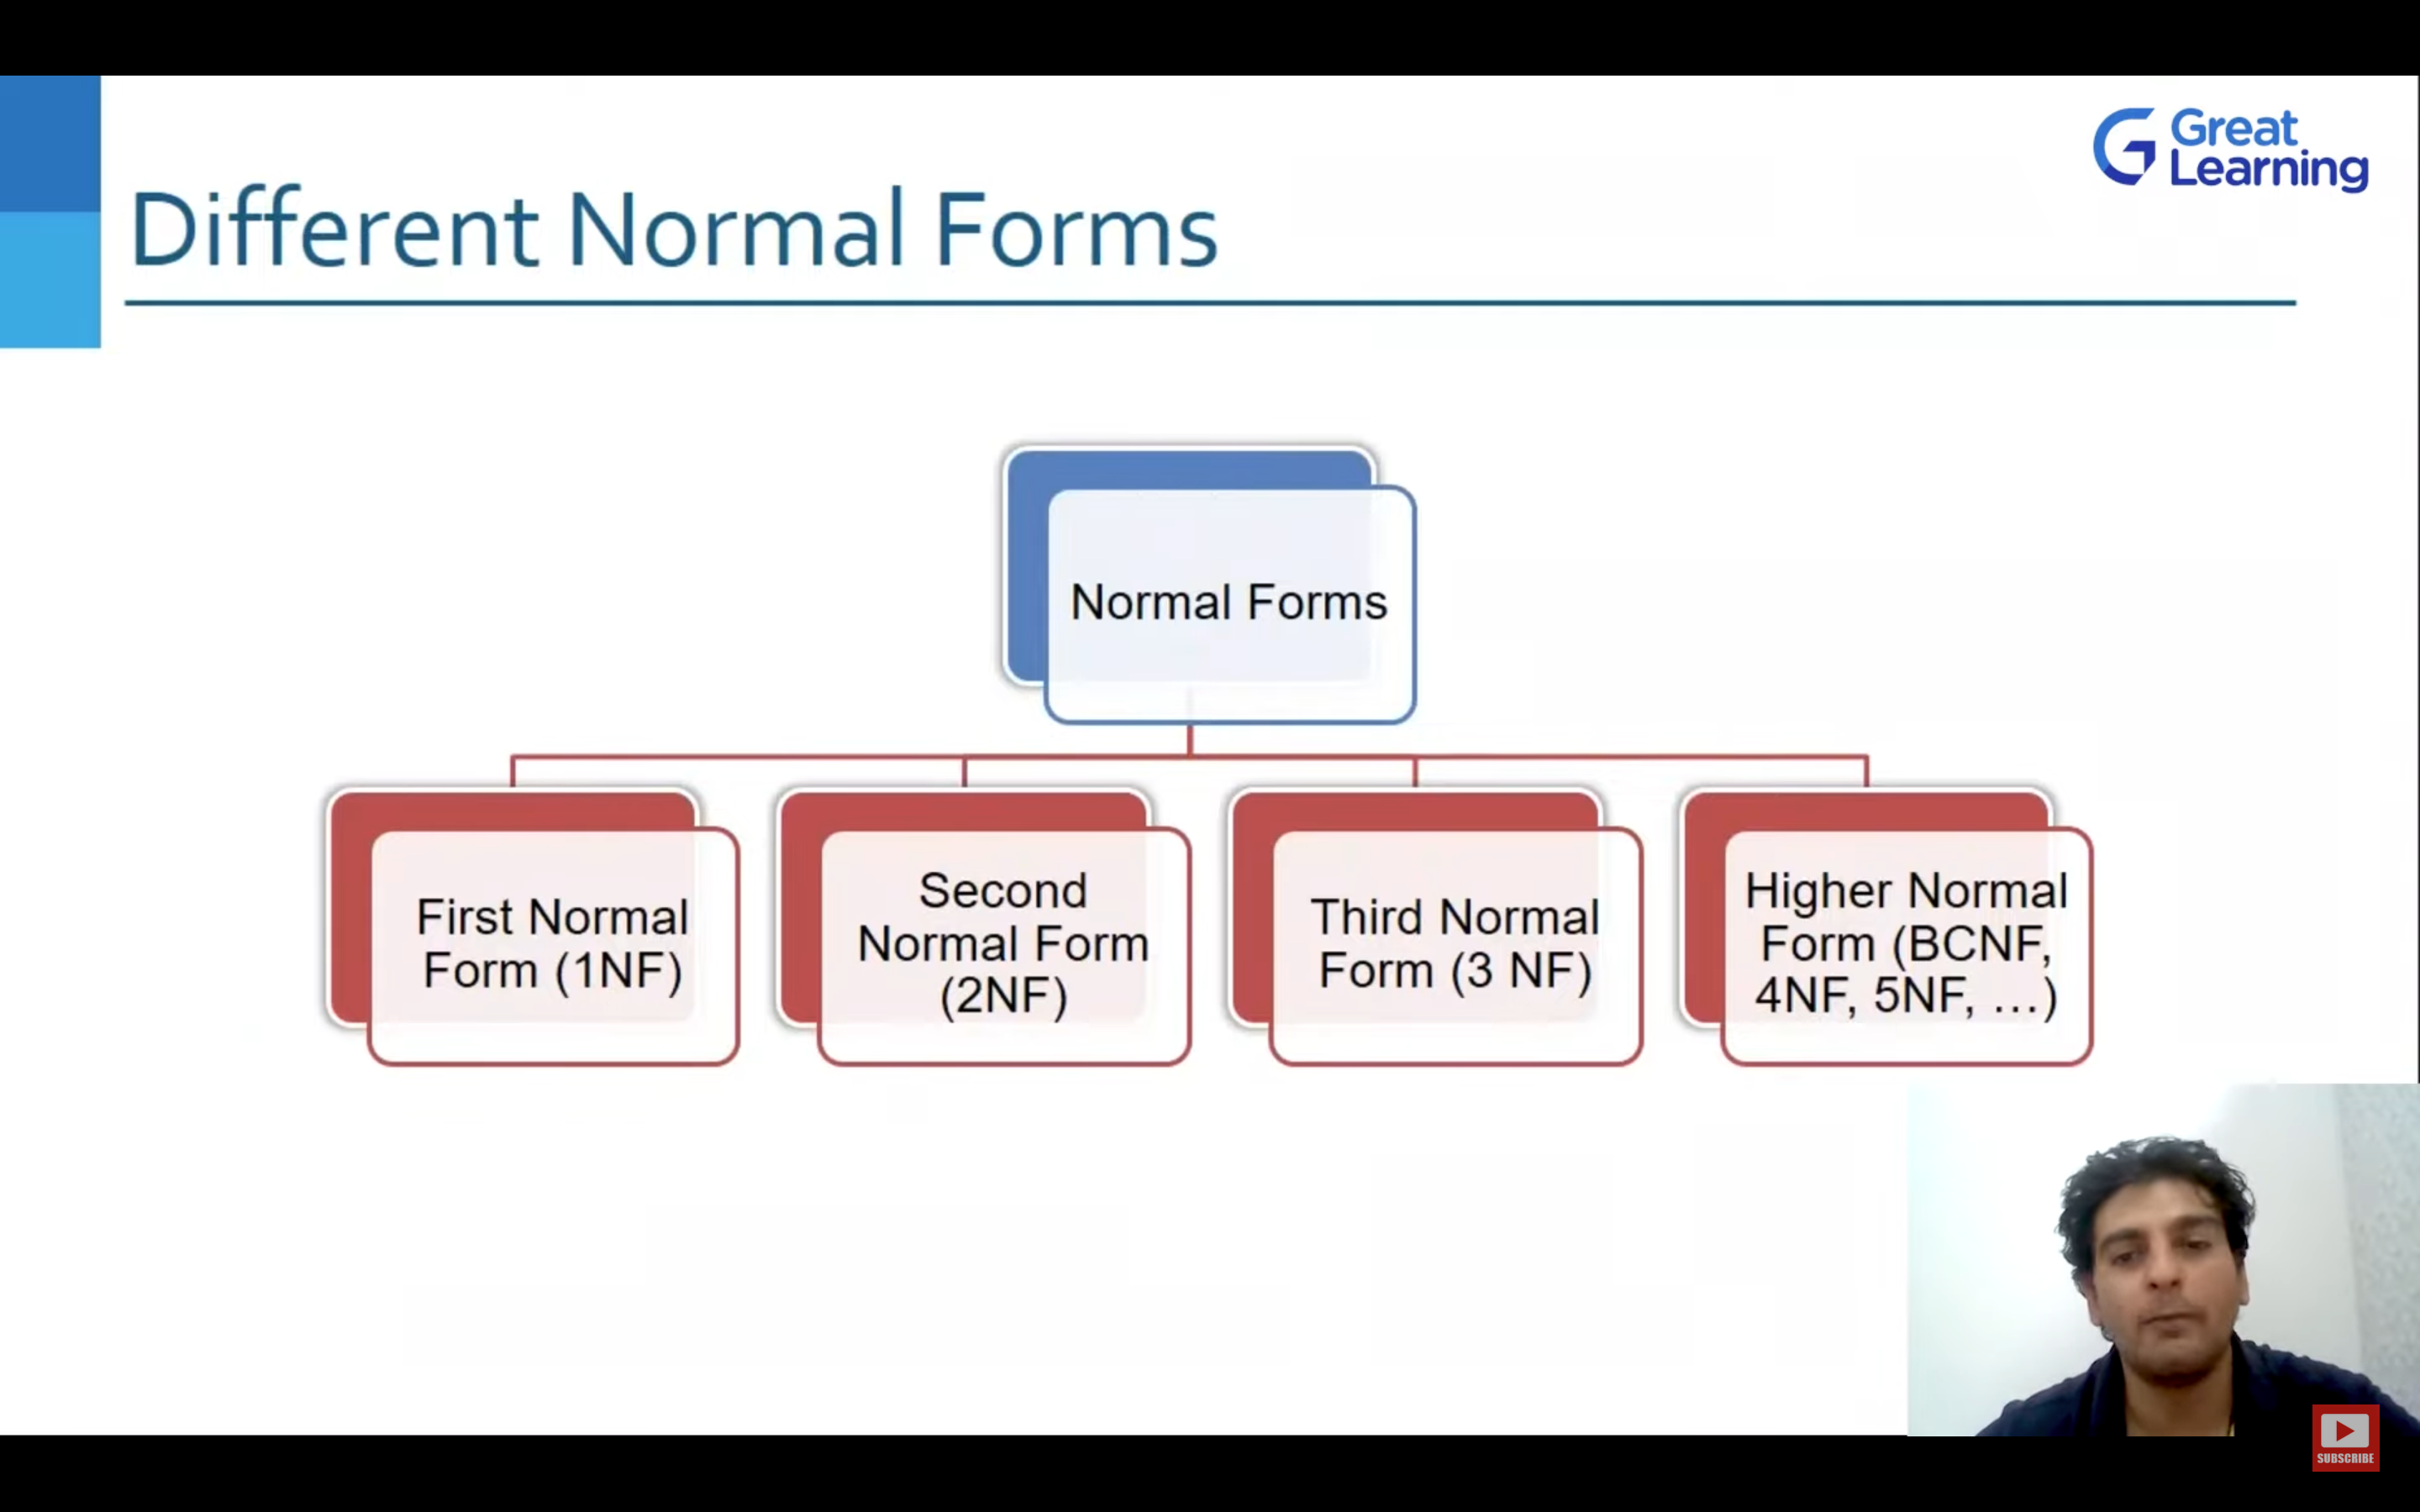 Great
Learning
Different Normal Forms
Normal Forms
First Normal
Form (1NF)
Second
Normal Form
(2NF)
Third Normal
Form (3 NF)
Higher Normal
Form (BCNF,
4NF, 5NF, ...)
SUBSCRIBE